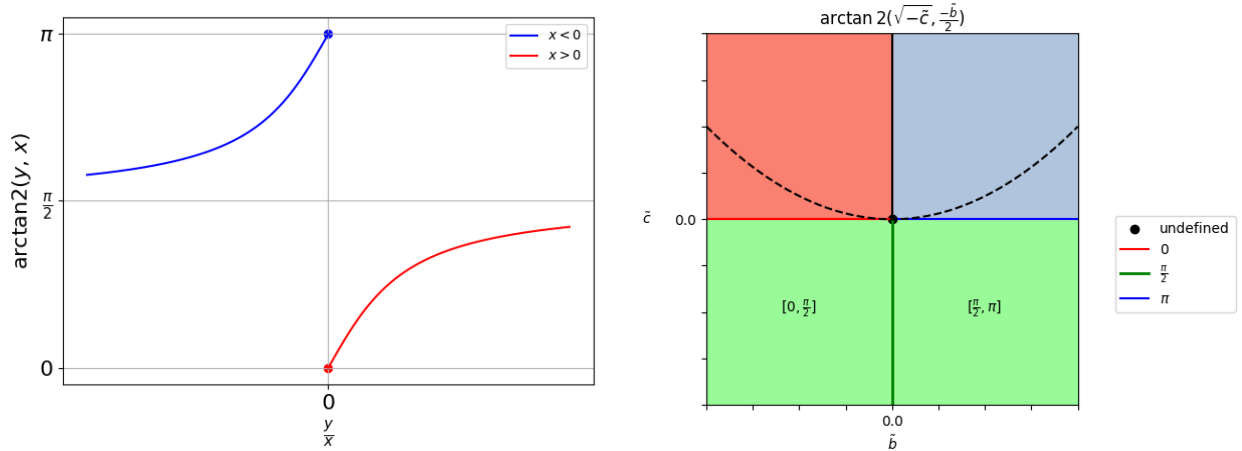 π
π/2
0
arctan2(y, x)
x < 0
x > 0
0
y/x
arctan 2(√−c̃, −b̃/2)
c̃
0.0
[0, π/2]
[π/2, π]
0.0
b̃
undefined
0
π/2
π